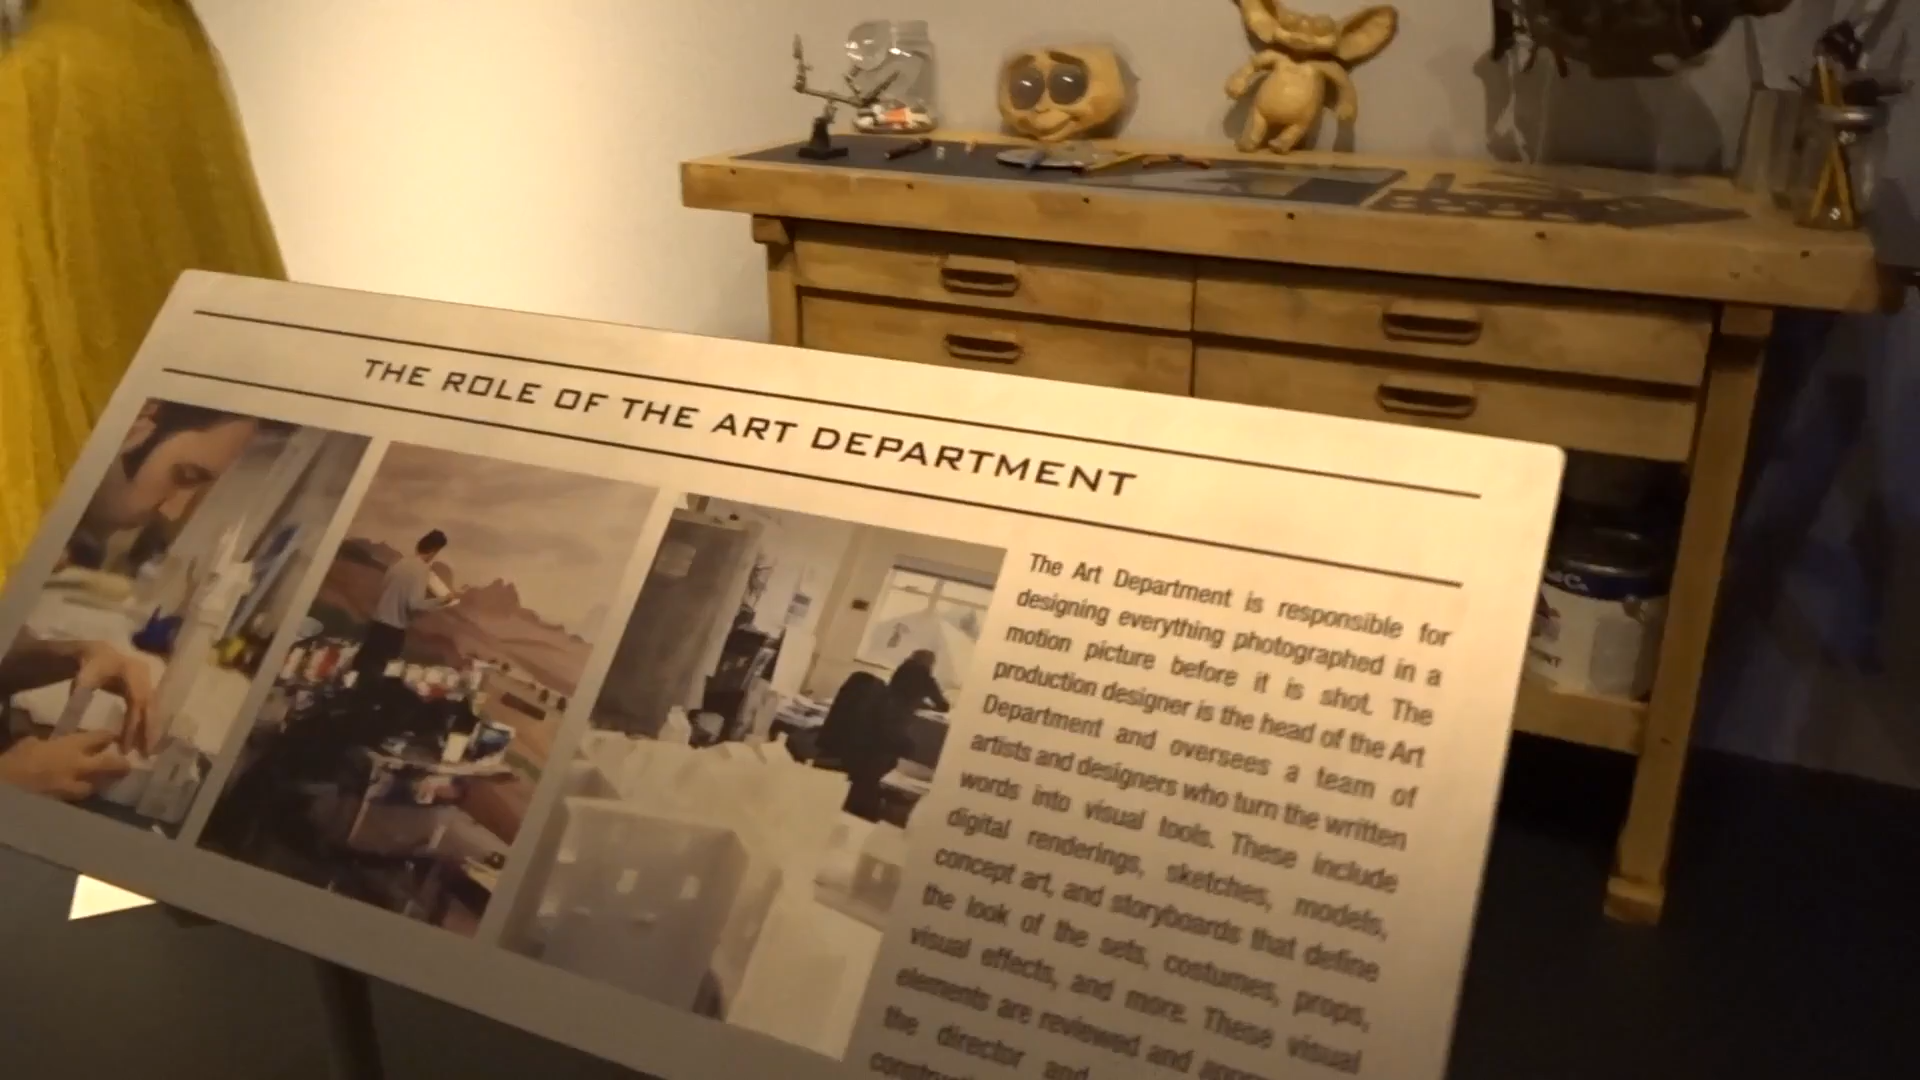 THE ROLE OF THE ART DEPARTMENT
The Art Department is responsible for
designing everything photographed in a
motion picture before it is shot. The
production designer is the head of the Art
Department and oversees a team of
artists and designers who turn the written
words into visual tools. These include
digital renderings, sketches, models,
concept art, and storyboards that define
the look of the sets, costumes, props,
visual effects, and more. These visual
elements are reviewed and
the director and